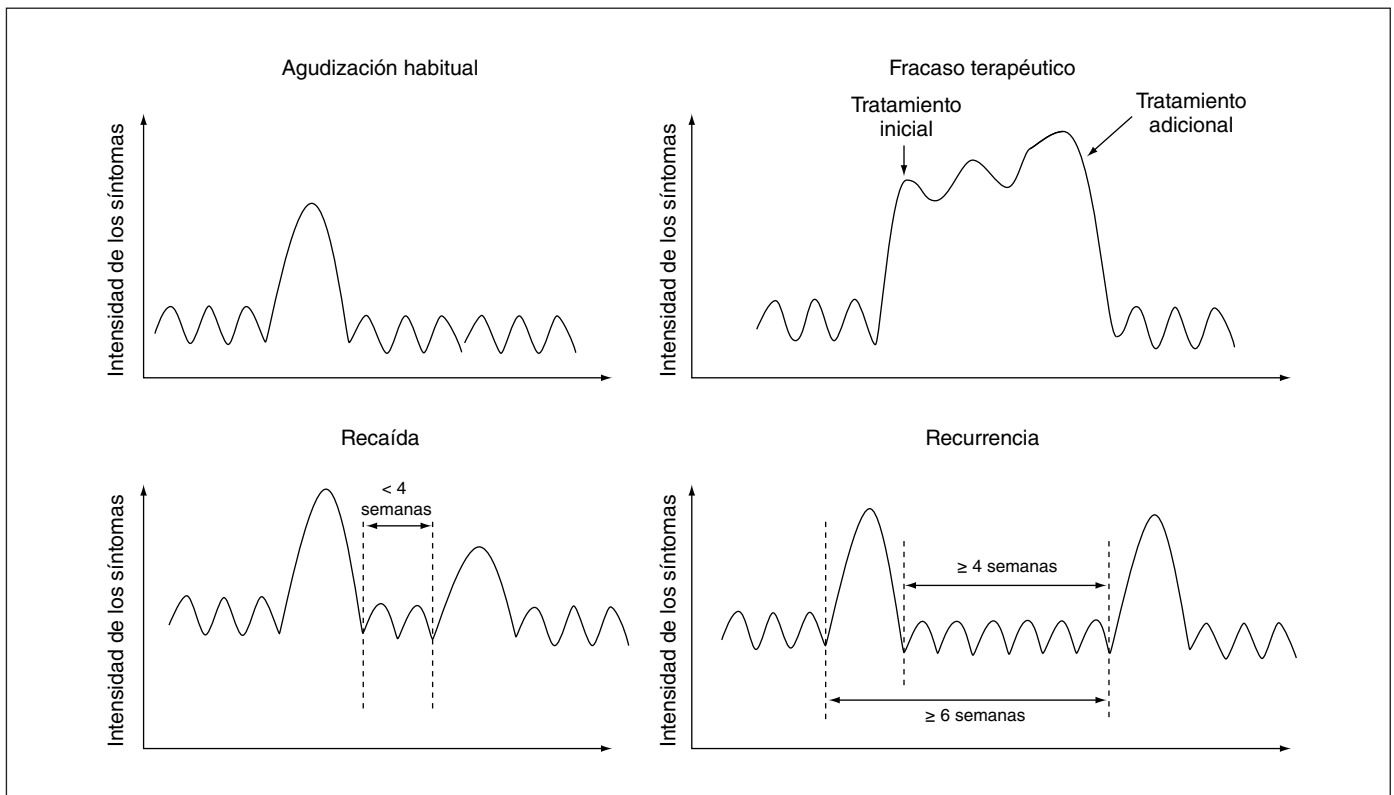 Agudización habitual
Intensidad de los síntomas
Fracaso terapéutico
Tratamiento
inicial
Tratamiento
adicional
Intensidad de los síntomas
Recaída
< 4
semanas
Intensidad de los síntomas
Recurrencia
≥ 4 semanas
≥ 6 semanas
Intensidad de los síntomas